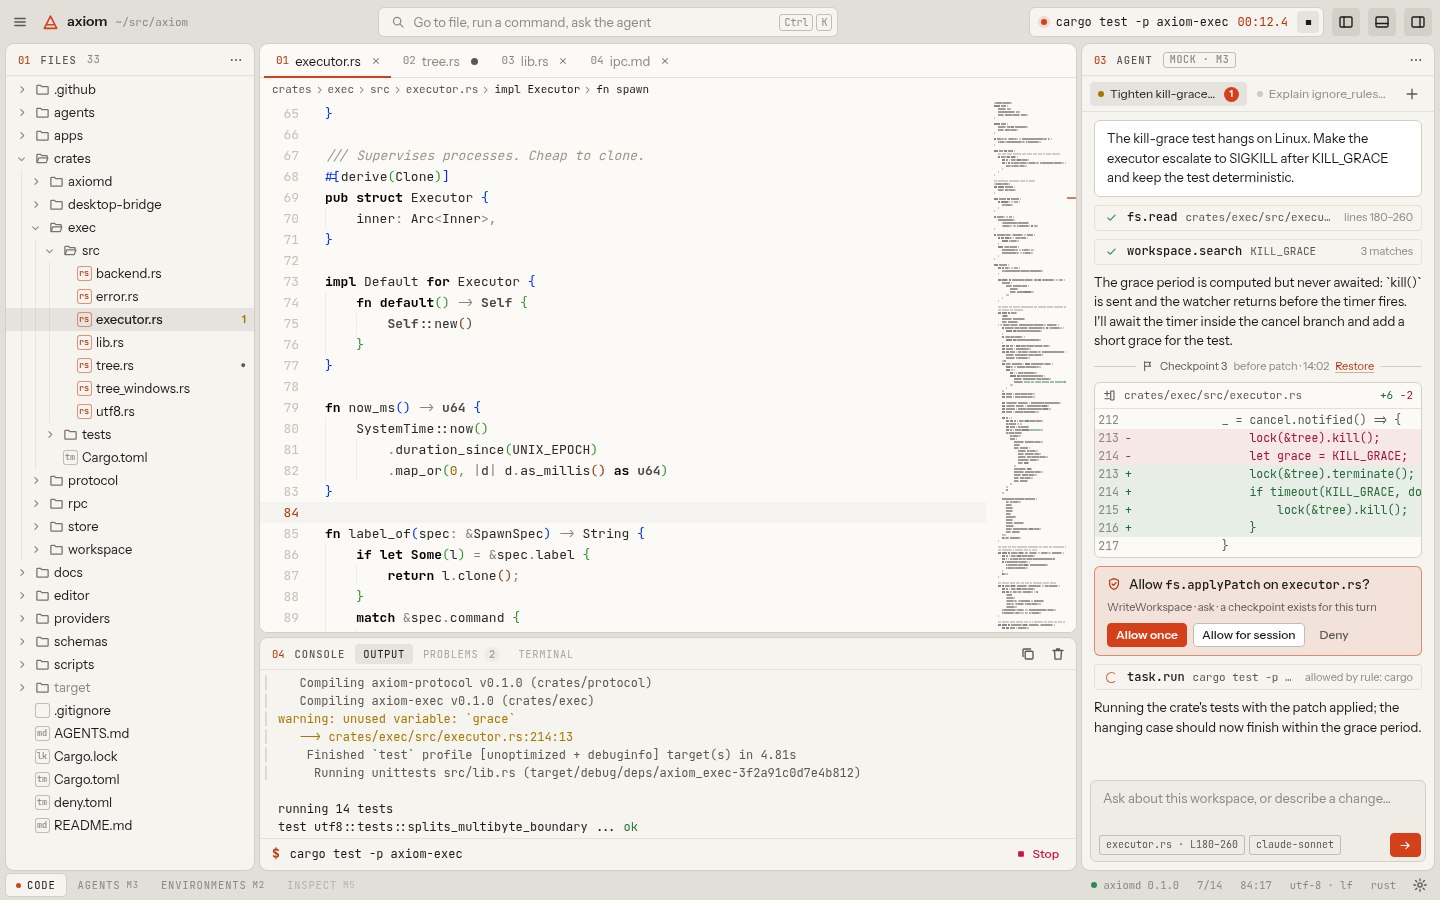 axiom ~/src/axiom
Go to file, run a command, ask the agent Ctrl K
cargo test -p axiom-exec 00:12.4
01 FILES 33
.github
agents
apps
crates
axiomd
desktop-bridge
exec
src
rs backend.rs
rs error.rs
rs executor.rs 1
rs lib.rs
rs tree.rs
rs tree_windows.rs
rs utf8.rs
tests
tm Cargo.toml
protocol
rpc
store
workspace
docs
editor
providers
schemas
scripts
target
.gitignore
md AGENTS.md
lk Cargo.lock
tm Cargo.toml
tm deny.toml
md README.md
01 executor.rs × 02 tree.rs 03 lib.rs × 04 ipc.md ×
crates > exec > src > executor.rs > impl Executor > fn spawn
65 }
66
67 /// Supervises processes. Cheap to clone.
68 #[derive(Clone)]
69 pub struct Executor {
70 inner: Arc<Inner>,
71 }
72
73 impl Default for Executor {
74 fn default() -> Self {
75 Self::new()
76 }
77 }
78
79 fn now_ms() -> u64 {
80 SystemTime::now()
81 .duration_since(UNIX_EPOCH)
82 .map_or(0, |d| d.as_millis() as u64)
83 }
84
85 fn label_of(spec: &SpawnSpec) -> String {
86 if let Some(l) = &spec.label {
87 return l.clone();
88 }
89 match &spec.command {
04 CONSOLE OUTPUT PROBLEMS 2 TERMINAL
Compiling axiom-protocol v0.1.0 (crates/protocol)
Compiling axiom-exec v0.1.0 (crates/exec)
warning: unused variable: `grace`
--> crates/exec/src/executor.rs:214:13
Finished `test` profile [unoptimized + debuginfo] target(s) in 4.81s
Running unittests src/lib.rs (target/debug/deps/axiom_exec-3f2a91c0d7e4b812)
running 14 tests
test utf8::tests::splits_multibyte_boundary ... ok
$ cargo test -p axiom-exec Stop
03 AGENT MOCK · M3
Tighten kill-grace… 1 Explain ignore_rules…
The kill-grace test hangs on Linux. Make the
executor escalate to SIGKILL after KILL_GRACE
and keep the test deterministic.
fs.read crates/exec/src/execu… lines 180–260
workspace.search KILL_GRACE 3 matches
The grace period is computed but never awaited: `kill()`
is sent and the watcher returns before the timer fires.
I'll await the timer inside the cancel branch and add a
short grace for the test.
Checkpoint 3 before patch · 14:02 Restore
crates/exec/src/executor.rs +6 -2
212 _ = cancel.notified() => {
213 - lock(&tree).kill();
214 - let grace = KILL_GRACE;
213 + lock(&tree).terminate();
214 + if timeout(KILL_GRACE, do
215 + lock(&tree).kill();
216 + }
217 }
Allow fs.applyPatch on executor.rs?
WriteWorkspace · ask · a checkpoint exists for this turn
Allow once Allow for session Deny
task.run cargo test -p … allowed by rule: cargo
Running the crate's tests with the patch applied; the
hanging case should now finish within the grace period.
Ask about this workspace, or describe a change…
executor.rs · L180–260 claude-sonnet
CODE AGENTS M3 ENVIRONMENTS M2 INSPECT M5
axiomd 0.1.0 7/14 84:17 utf-8 · lf rust